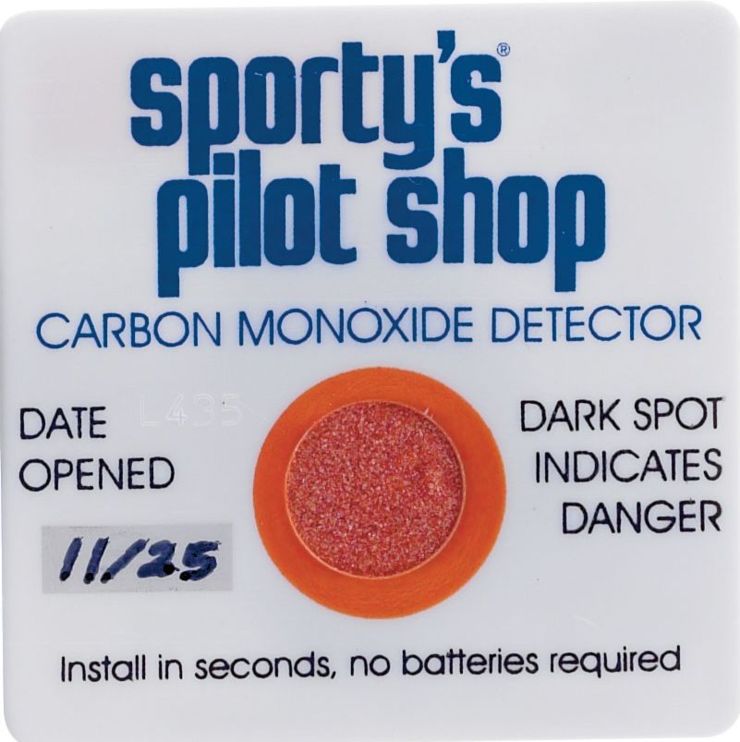 sporty's®
pilot shop
CARBON MONOXIDE DETECTOR
DATE
OPENED
L435
11/25
DARK SPOT
INDICATES
DANGER
Install in seconds, no batteries required